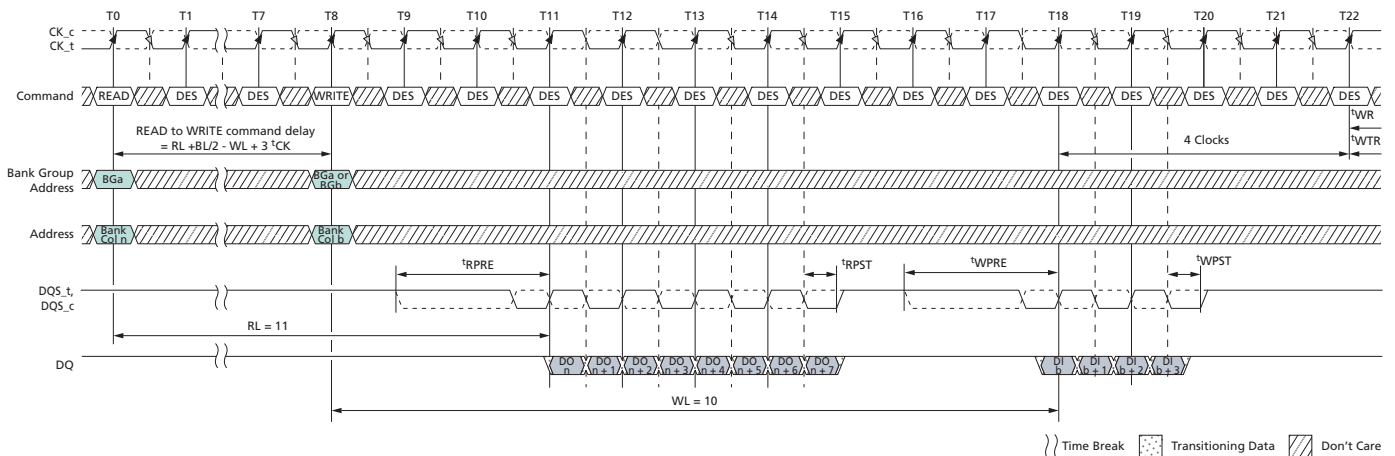 T0 T1 T7 T8 T9 T10 T11 T12 T13 T14 T15 T16 T17 T18 T19 T20 T21 T22
CK_c
CK_t
Command READ DES DES WRITE DES DES DES DES DES DES DES DES DES DES DES DES DES DES
READ to WRITE command delay
= RL +BL/2 - WL + 3 tCK
4 Clocks
tWR
tWTR
Bank Group
Address
BGa
BGa or
BGb
Address
Bank
Col n
Bank
Col b
tRPRE tRPST tWPRE tWPST
DQS_t,
DQS_c
RL = 11
DQ
DO
n
DO
n + 1
DO
n + 2
DO
n + 3
DO
n + 4
DO
n + 5
DO
n + 6
DO
n + 7
DI
b
DI
b + 1
DI
b + 2
DI
b + 3
WL = 10
Time Break Transitioning Data Don't Care